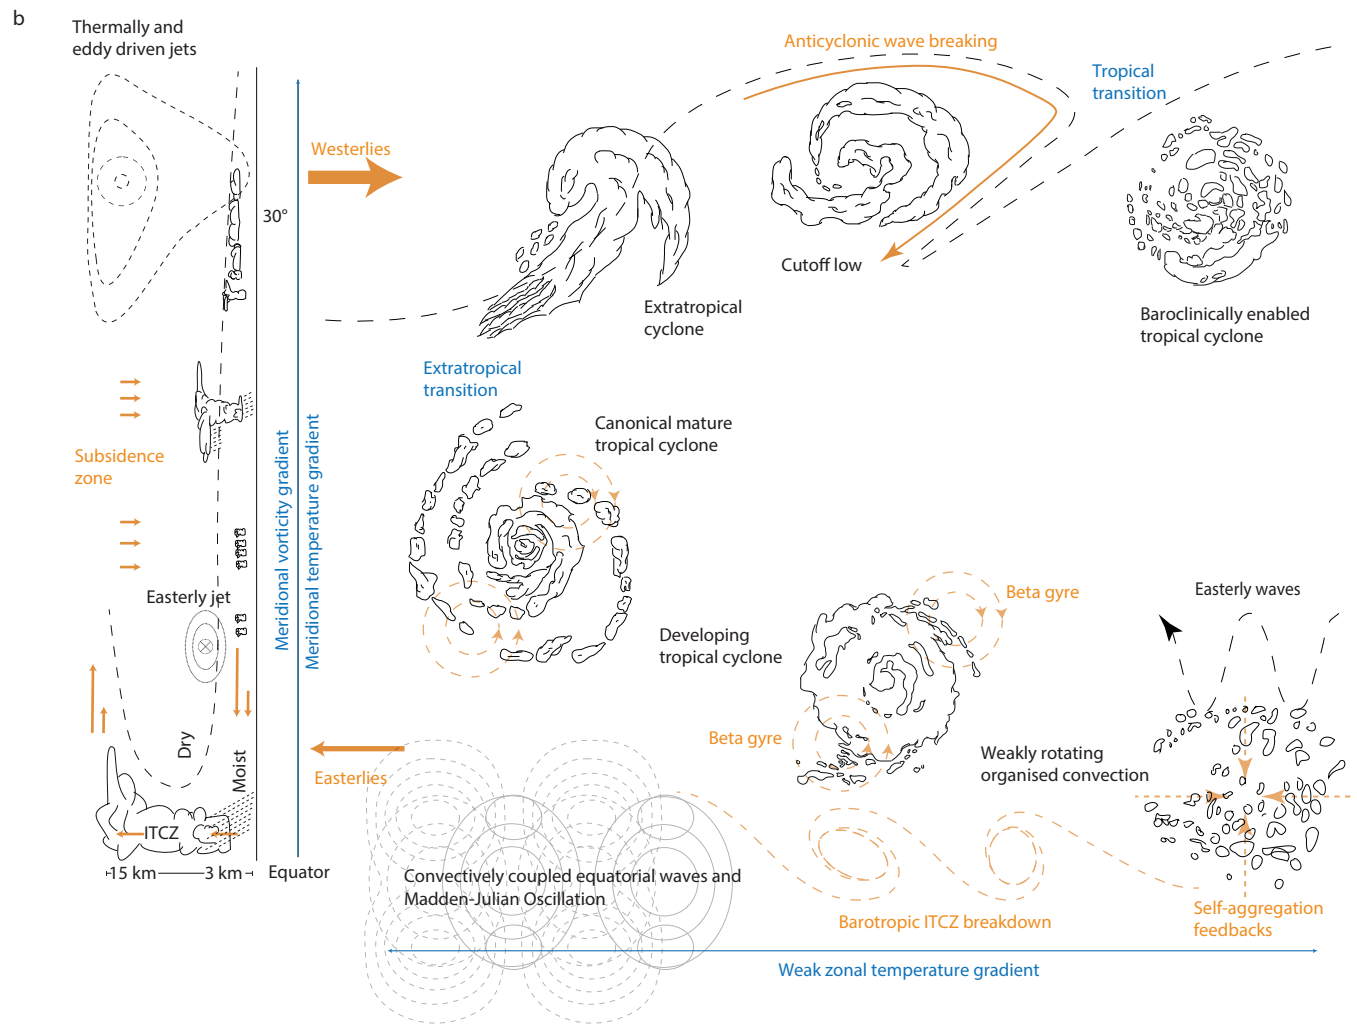 b
Thermally and
eddy driven jets
Anticyclonic wave breaking
Tropical
transition
Westerlies
30°
Cutoff low
Extratropical
cyclone
Baroclinically enabled
tropical cyclone
Extratropical
transition
Canonical mature
tropical cyclone
Subsidence
zone
Meridional vorticity gradient
Meridional temperature gradient
Easterly jet
Beta gyre
Easterly waves
Developing
tropical cyclone
Dry
Moist
Beta gyre
Weakly rotating
organised convection
Easterlies
ITCZ
15 km
3 km
Equator
Convectively coupled equatorial waves and
Madden-Julian Oscillation
Barotropic ITCZ breakdown
Self-aggregation
feedbacks
Weak zonal temperature gradient